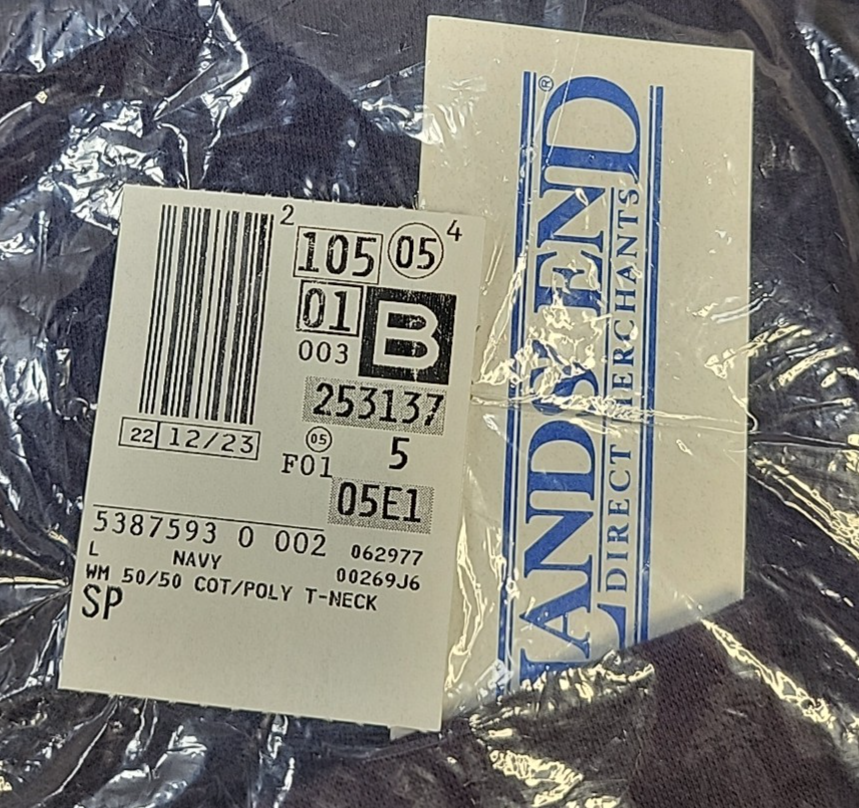 2
105 05 4
01 B
003
253137
22 12/23
05
F01 5
05E1
5387593 0 002 062977
L NAVY 00269J6
WM 50/50 COT/POLY T-NECK
SP
LANDS' END®
DIRECT MERCHANTS